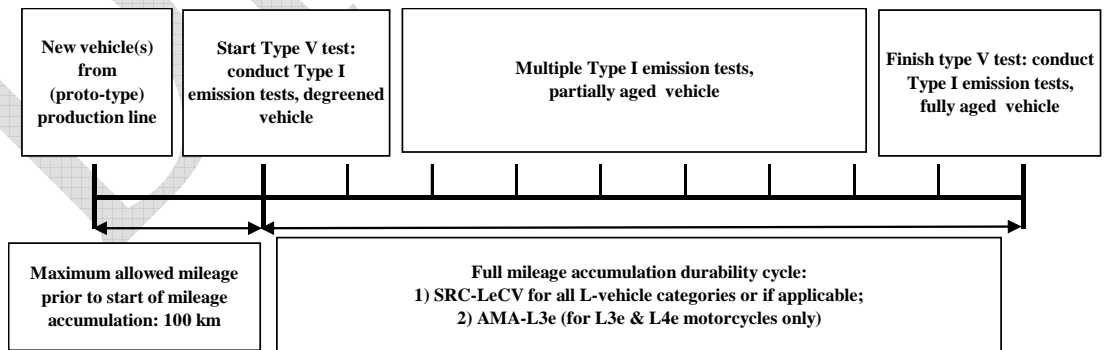 New vehicle(s)
from
(proto-type)
production line
Start Type V test:
conduct Type I
emission tests, degreened
vehicle
Multiple Type I emission tests,
partially aged vehicle
Finish type V test: conduct
Type I emission tests,
fully aged vehicle
Maximum allowed mileage
prior to start of mileage
accumulation: 100 km
Full mileage accumulation durability cycle:
1) SRC-LeCV for all L-vehicle categories or if applicable;
2) AMA-L3e (for L3e & L4e motorcycles only)